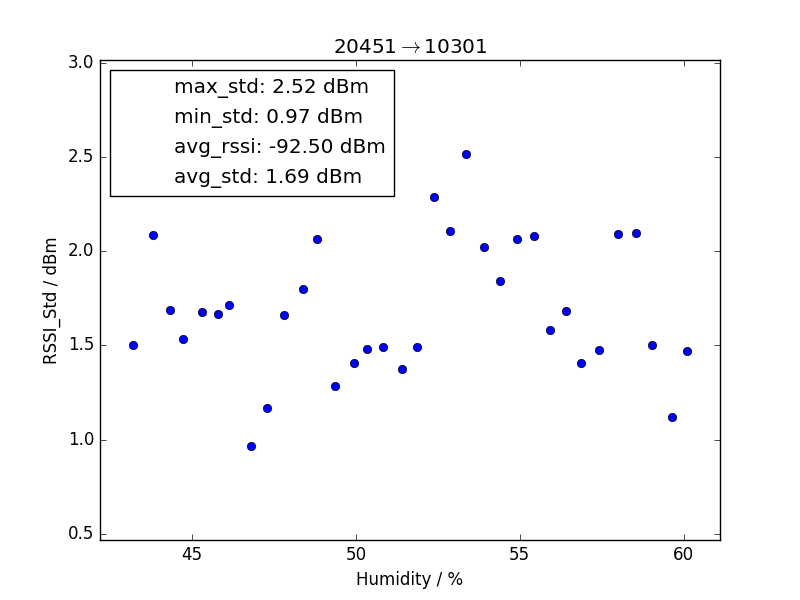 20451→10301
max_std: 2.52 dBm
min_std: 0.97 dBm
avg_rssi: -92.50 dBm
avg_std: 1.69 dBm
3.0
2.5
2.0
1.5
1.0
0.5
RSSI_Std / dBm
45 50 55 60
Humidity / %